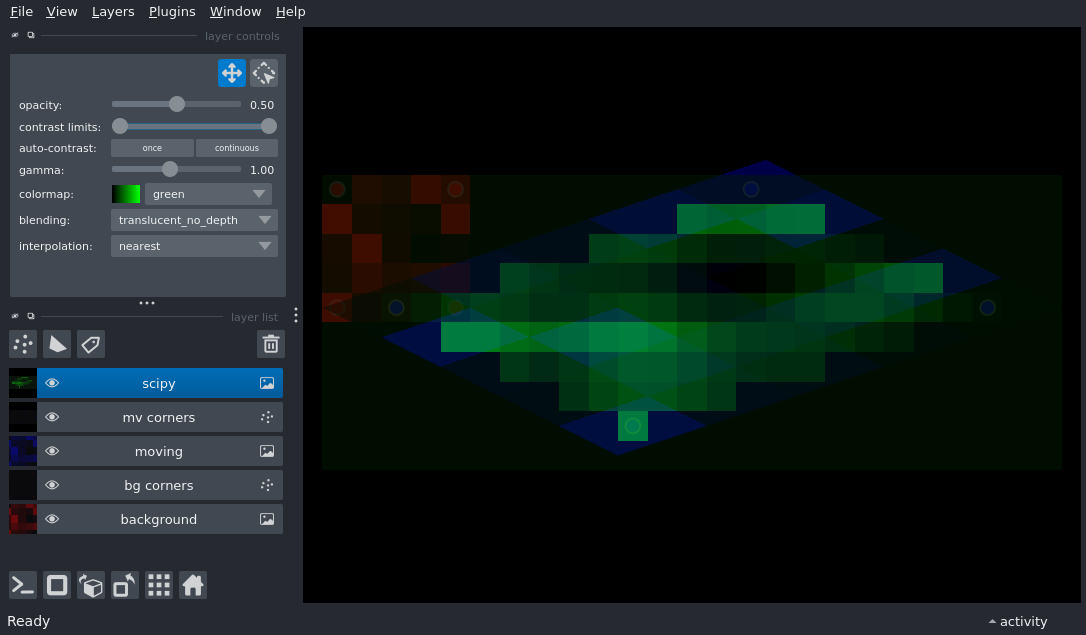 File View Layers Plugins Window Help
layer controls
opacity: 0.50
contrast limits:
auto-contrast: once continuous
gamma: 1.00
colormap: green
blending: translucent_no_depth
interpolation: nearest
layer list
scipy
mv corners
moving
bg corners
background
Ready activity